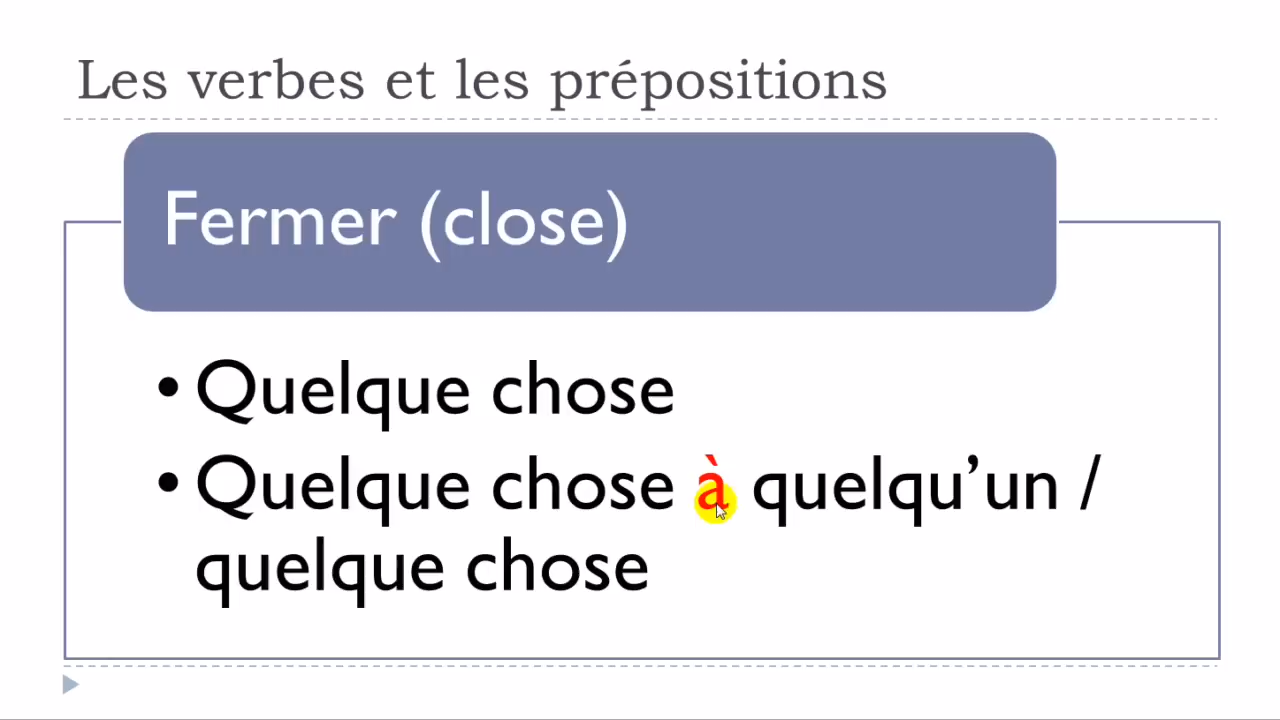 Les verbes et les prépositions
Fermer (close)
• Quelque chose
• Quelque chose à quelqu’un /
quelque chose